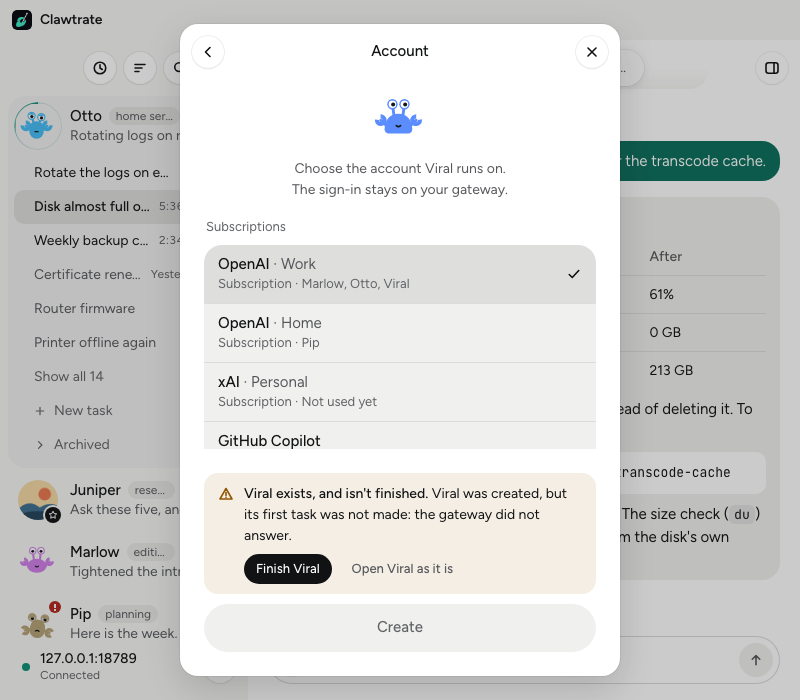 Clawtrate
Otto home ser...
Rotating logs on
Rotate the logs on e...
Disk almost full o... 5:36
Weekly backup c... 2:34
Certificate rene... Yeste
Router firmware
Printer offline again
Show all 14
+ New task
Archived
Juniper rese...
Ask these five, an
Marlow editi...
Tightened the intr
Pip planning
Here is the week.
127.0.0.1:18789
Connected
Account
Choose the account Viral runs on.
The sign-in stays on your gateway.
Subscriptions
OpenAI · Work
Subscription · Marlow, Otto, Viral
OpenAI · Home
Subscription · Pip
xAI · Personal
Subscription · Not used yet
GitHub Copilot
Viral exists, and isn't finished. Viral was created, but
its first task was not made: the gateway did not
answer.
Finish Viral Open Viral as it is
Create
the transcode cache.
After
61%
0 GB
213 GB
ead of deleting it. To
transcode-cache
The size check (du)
m the disk's own